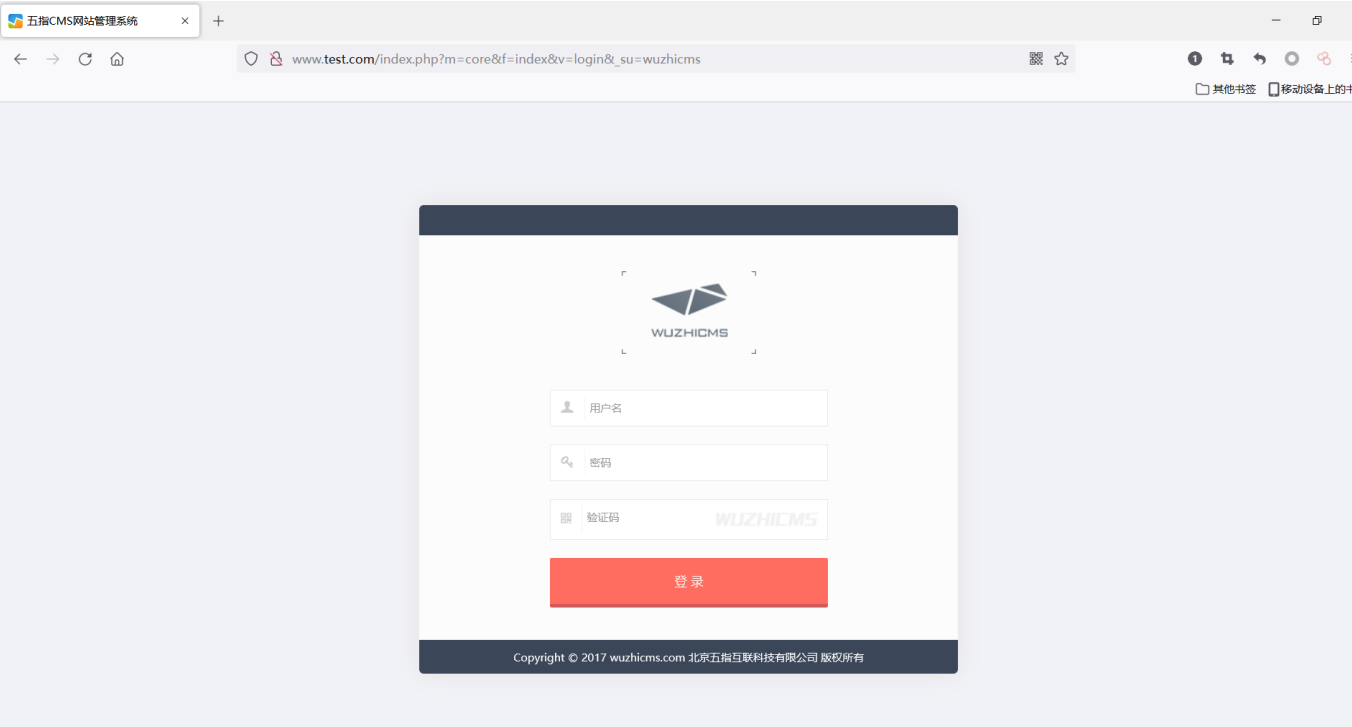 五指CMS网站管理系统
www.test.com/index.php?m=core&f=index&v=login&_su=wuzhicms
1
其他书签
移动设备上的
WUZHICMS
用户名
密码
验证码
WUZHICMS
登 录
Copyright © 2017 wuzhicms.com 北京五指互联科技有限公司 版权所有